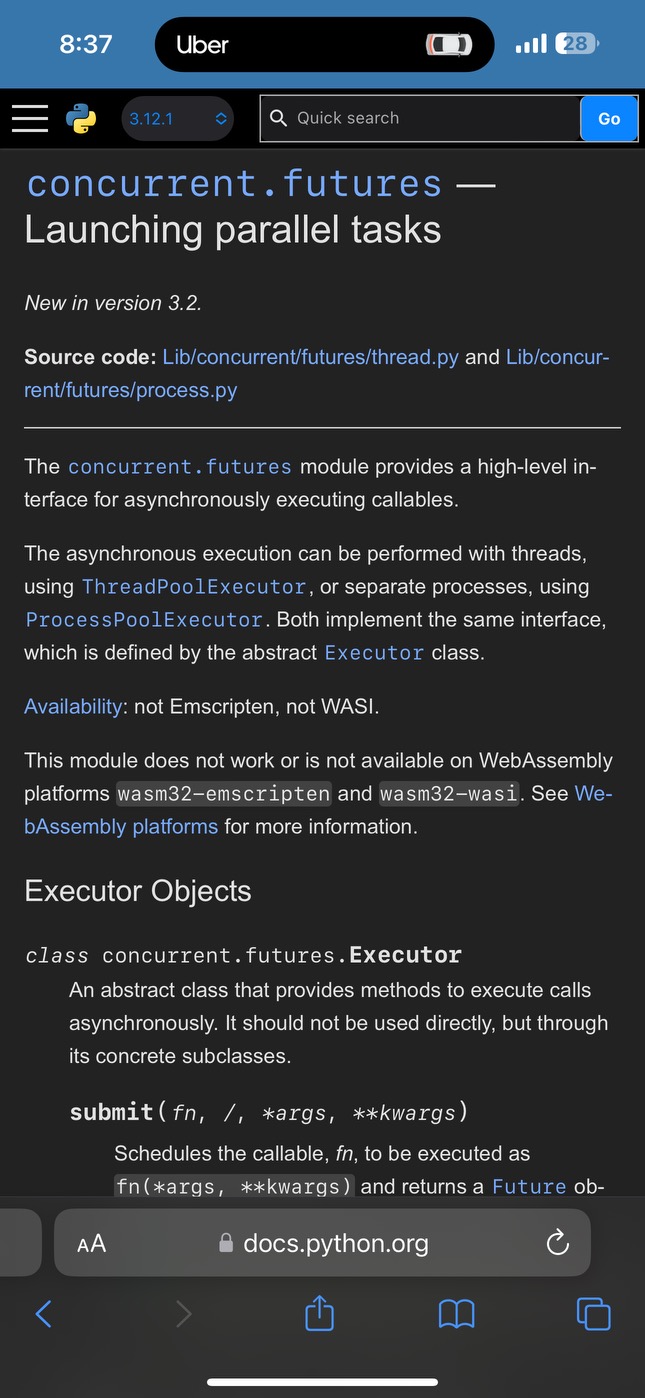 8:37
Uber
28
3.12.1
Quick search
Go
concurrent.futures —
Launching parallel tasks
New in version 3.2.
Source code: Lib/concurrent/futures/thread.py and Lib/concur-
rent/futures/process.py
The concurrent.futures module provides a high-level in-
terface for asynchronously executing callables.
The asynchronous execution can be performed with threads,
using ThreadPoolExecutor, or separate processes, using
ProcessPoolExecutor. Both implement the same interface,
which is defined by the abstract Executor class.
Availability: not Emscripten, not WASI.
This module does not work or is not available on WebAssembly
platforms wasm32-emscripten and wasm32-wasi. See We-
bAssembly platforms for more information.
Executor Objects
class concurrent.futures.Executor
An abstract class that provides methods to execute calls
asynchronously. It should not be used directly, but through
its concrete subclasses.
submit(fn, /, *args, **kwargs)
Schedules the callable, fn, to be executed as
fn(*args, **kwargs) and returns a Future ob-
AA
docs.python.org